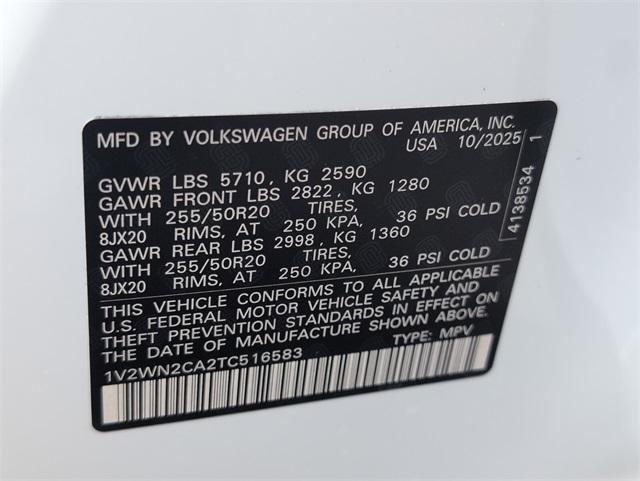 MFD BY VOLKSWAGEN GROUP OF AMERICA, INC.
USA 10/2025
GVWR LBS 5710, KG 2590
GAWR FRONT LBS 2822, KG 1280
WITH 255/50R20 TIRES,
8JX20 RIMS, AT 250 KPA, 36 PSI COLD
GAWR REAR LBS 2998, KG 1360
WITH 255/50R20 TIRES,
8JX20 RIMS, AT 250 KPA, 36 PSI COLD
THIS VEHICLE CONFORMS TO ALL APPLICABLE
U.S. FEDERAL MOTOR VEHICLE SAFETY AND
THEFT PREVENTION STANDARDS IN EFFECT ON
THE DATE OF MANUFACTURE SHOWN ABOVE.
1V2WN2CA2TC516583 TYPE: MPV
4138534 1